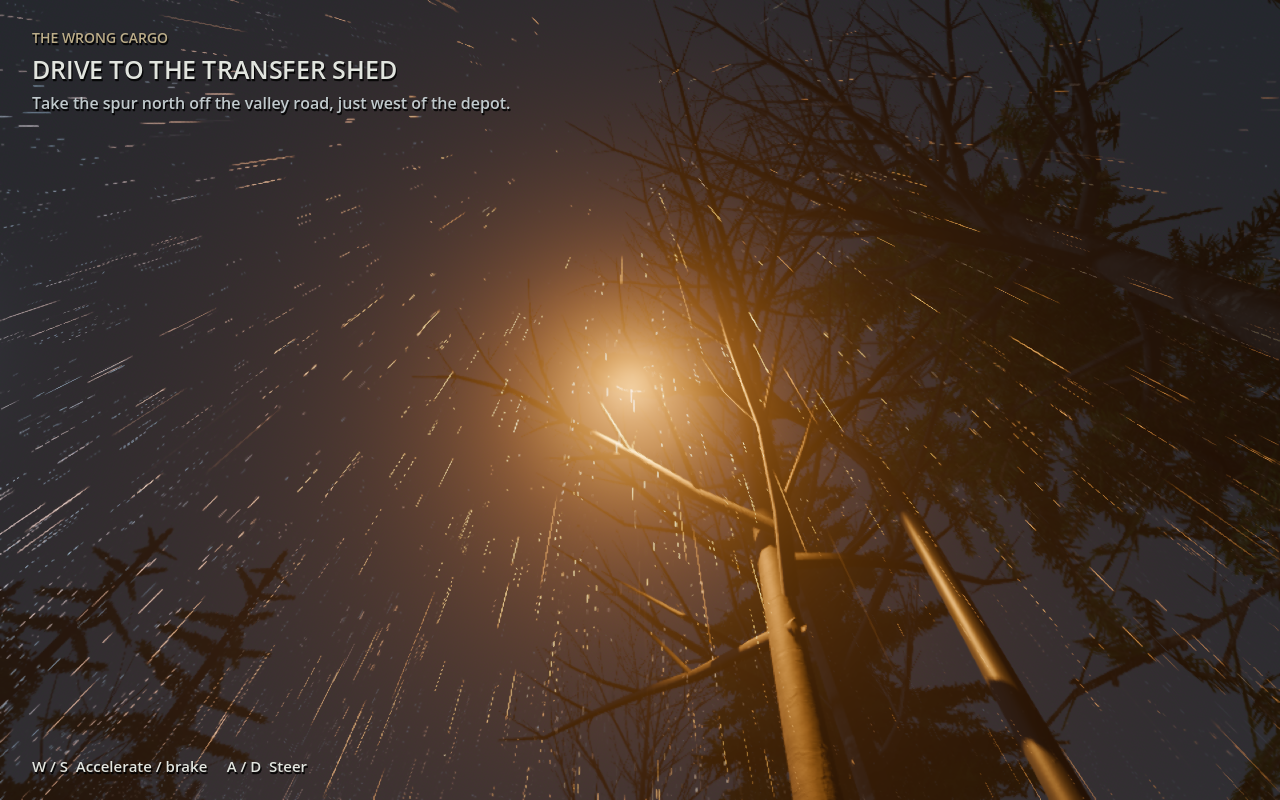 THE WRONG CARGO
DRIVE TO THE TRANSFER SHED
Take the spur north off the valley road, just west of the depot.
W / S Accelerate / brake A / D Steer